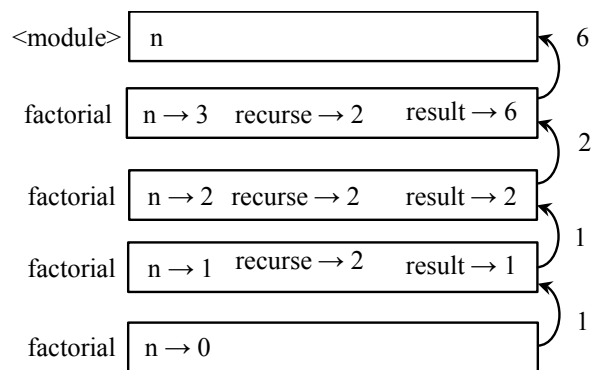 <module> n 6
factorial n → 3 recurse → 2 result → 6
2
factorial n → 2 recurse → 2 result → 2
1
factorial n → 1 recurse → 2 result → 1
1
factorial n → 0